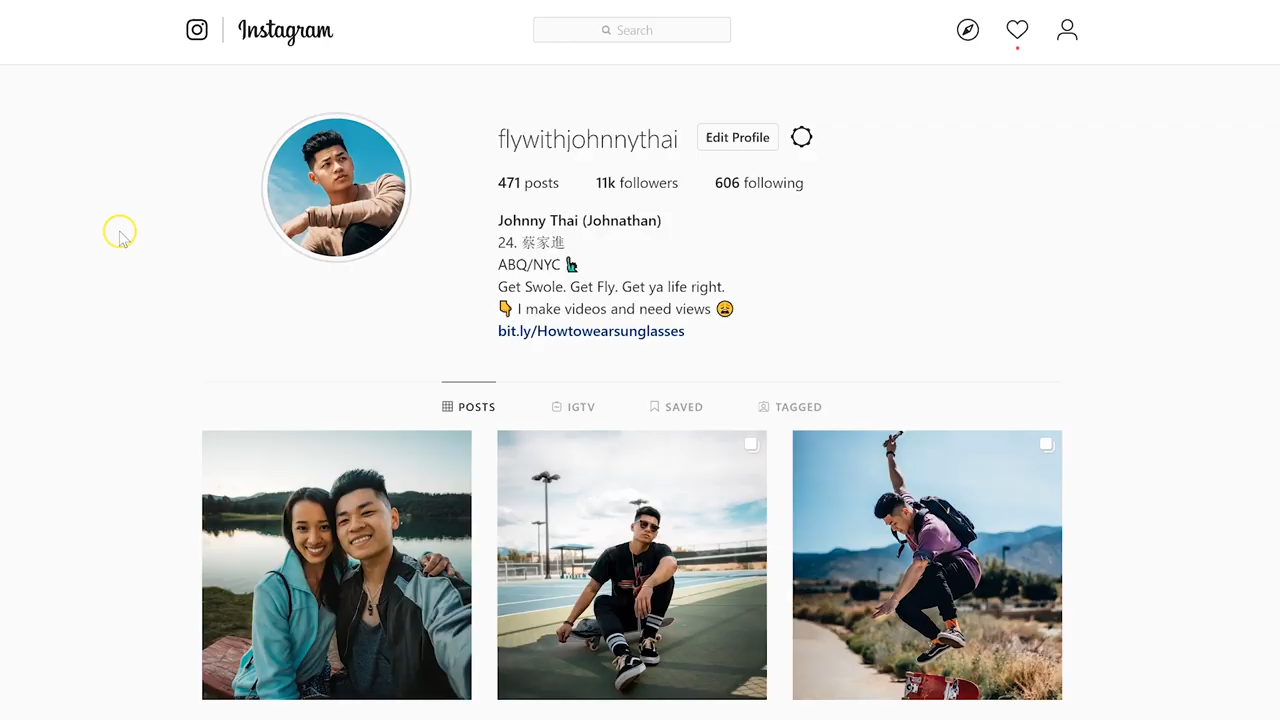 Instagram
Search
flywithjohnnythai
Edit Profile
471 posts 11k followers 606 following
Johnny Thai (Johnathan)
24. 蔡家進
ABQ/NYC 🗽
Get Swole. Get Fly. Get ya life right.
👇 I make videos and need views 😩
bit.ly/Howtowearsunglasses
POSTS IGTV SAVED TAGGED